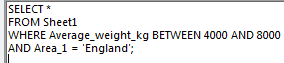 SELECT *
FROM Sheet1
WHERE Average_weight_kg BETWEEN 4000 AND 8000
AND Area_1 = 'England';